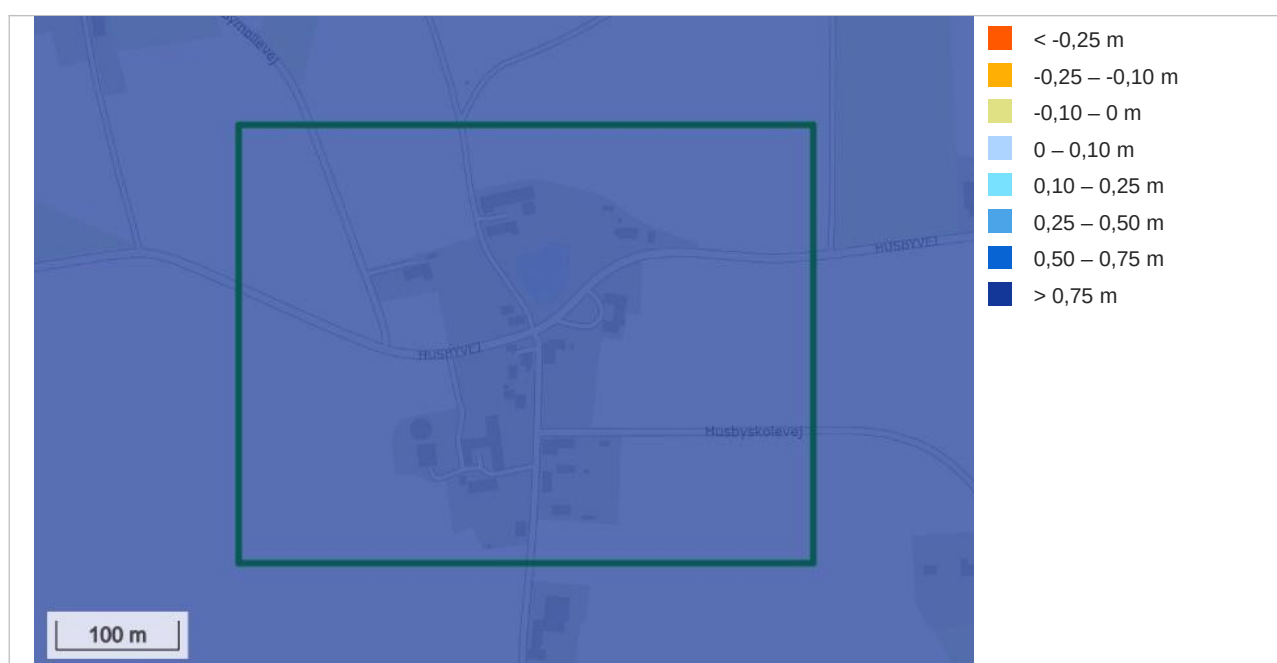 HUSBYVEJ
HUSBYVEJ
Husbyskolevej
100 m
< -0,25 m
-0,25 – -0,10 m
-0,10 – 0 m
0 – 0,10 m
0,10 – 0,25 m
0,25 – 0,50 m
0,50 – 0,75 m
> 0,75 m